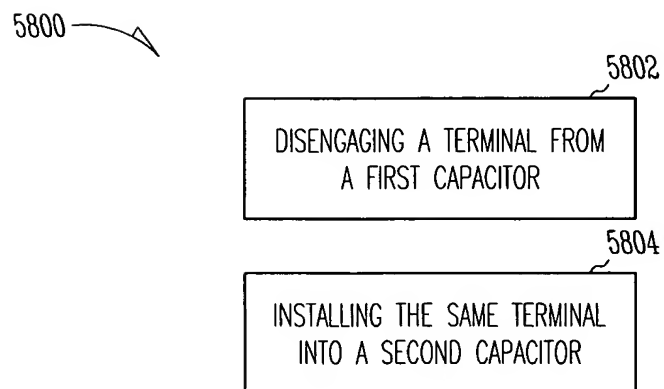 5800
5802
DISENGAGING A TERMINAL FROM
A FIRST CAPACITOR
5804
INSTALLING THE SAME TERMINAL
INTO A SECOND CAPACITOR